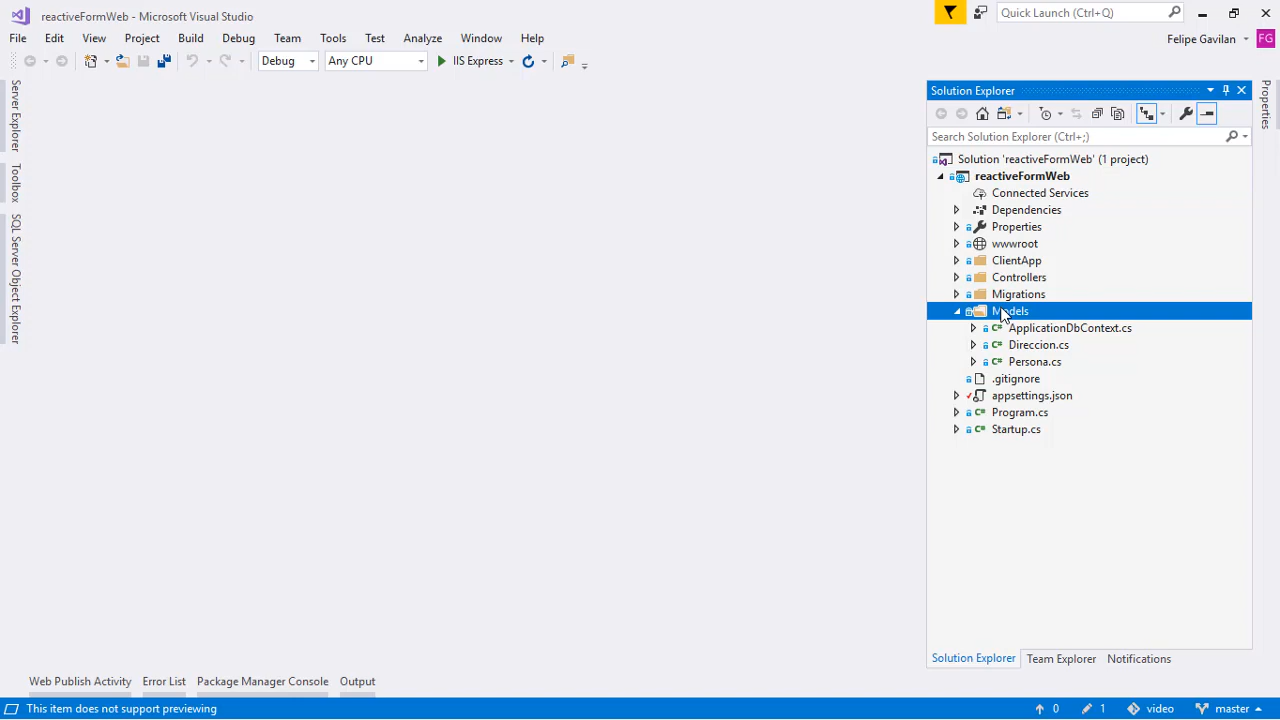 reactiveFormWeb - Microsoft Visual Studio
Quick Launch (Ctrl+Q)
File Edit View Project Build Debug Team Tools Test Analyze Window Help
Felipe Gavilan FG
Debug Any CPU IIS Express
Server Explorer
Toolbox
SQL Server Object Explorer
Solution Explorer
Properties
Search Solution Explorer (Ctrl+;)
Solution 'reactiveFormWeb' (1 project)
reactiveFormWeb
Connected Services
Dependencies
Properties
wwwroot
ClientApp
Controllers
Migrations
Models
ApplicationDbContext.cs
Direccion.cs
Persona.cs
.gitignore
appsettings.json
Program.cs
Startup.cs
Solution Explorer Team Explorer Notifications
Web Publish Activity Error List Package Manager Console Output
This item does not support previewing
0 1 video master